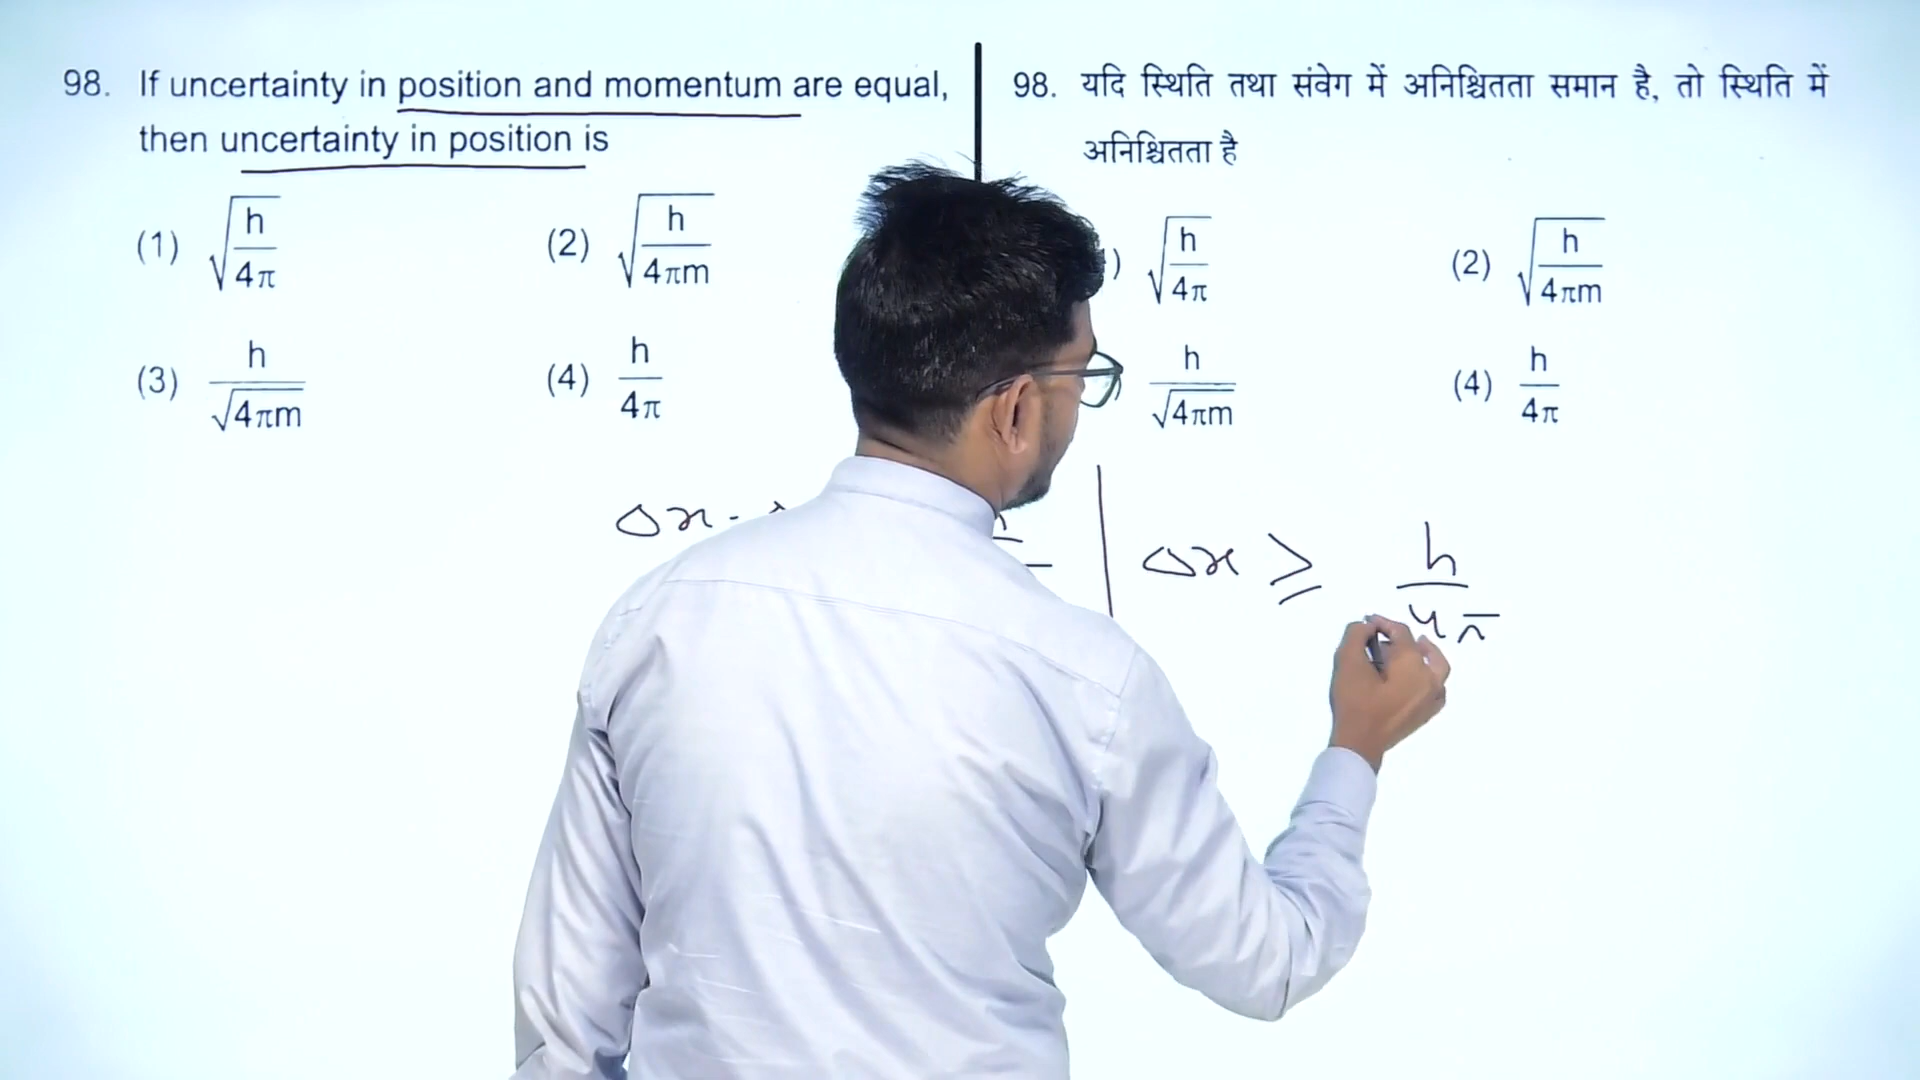 98. If uncertainty in position and momentum are equal,
then uncertainty in position is
(1) √(h/4π) (2) √(h/4πm)
(3) h/√(4πm) (4) h/4π
98. यदि स्थिति तथा संवेग में अनिश्चितता समान है, तो स्थिति में
अनिश्चितता है
) √(h/4π) (2) √(h/4πm)
h/√(4πm) (4) h/4π
Δx .
Δx ≥ h/4π